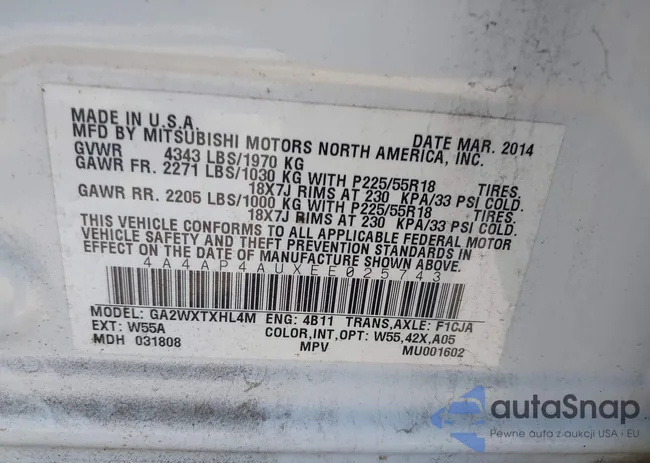 MADE IN U.S.A. DATE MAR. 2014
MFD BY MITSUBISHI MOTORS NORTH AMERICA, INC.
GVWR 4343 LBS/1970 KG
GAWR FR. 2271 LBS/1030 KG WITH P225/55R18 TIRES.
18X7J RIMS AT 230 KPA/33 PSI COLD.
GAWR RR. 2205 LBS/1000 KG WITH P225/55R18 TIRES.
18X7J RIMS AT 230 KPA/33 PSI COLD.
THIS VEHICLE CONFORMS TO ALL APPLICABLE FEDERAL MOTOR
VEHICLE SAFETY AND THEFT PREVENTION STANDARDS IN
EFFECT ON THE DATE OF MANUFACTURE SHOWN ABOVE.
4A4AP4AUXEE025743
MODEL: GA2WXTXHL4M ENG: 4B11 TRANS,AXLE: F1CJA
EXT: W55A COLOR,INT,OPT: W55,42X,A05
MDH 031808 MPV MU001602
autaSnap
Pewne auta z aukcji USA - EU